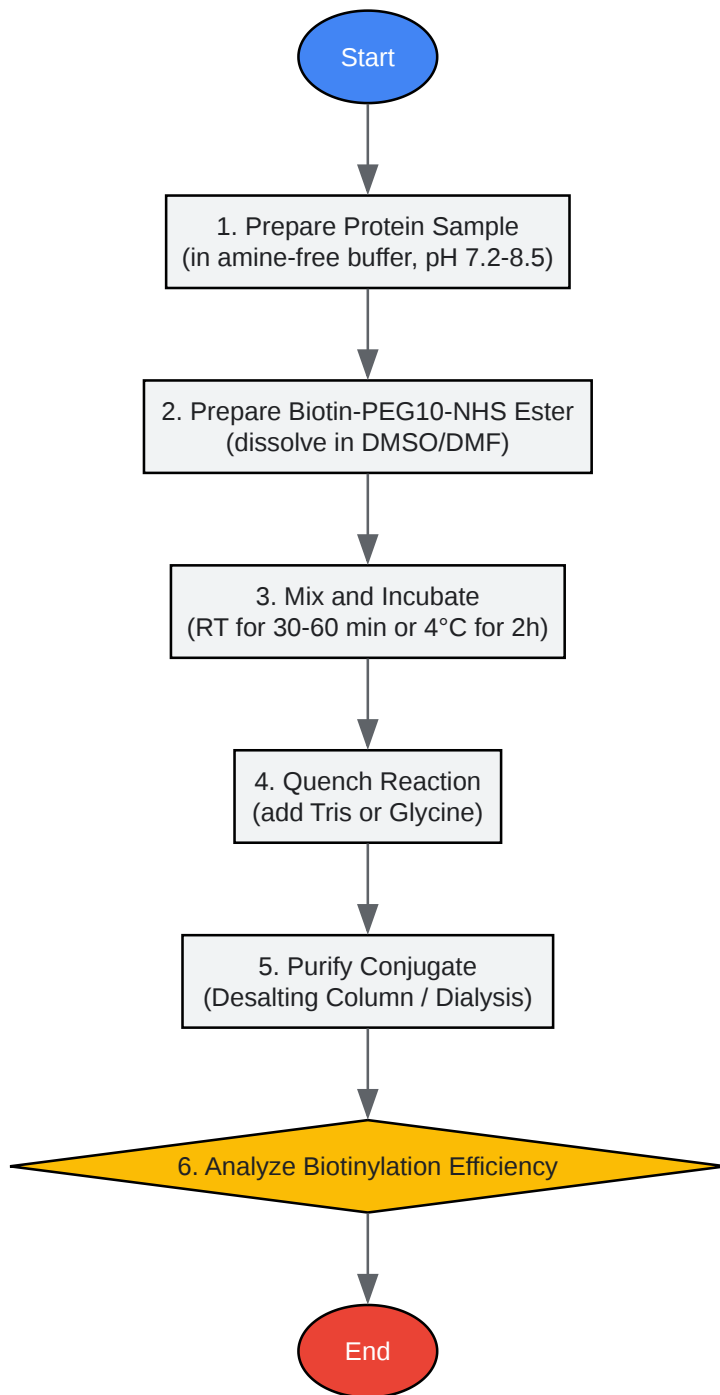 Start
1. Prepare Protein Sample
(in amine-free buffer, pH 7.2-8.5)
2. Prepare Biotin-PEG10-NHS Ester
(dissolve in DMSO/DMF)
3. Mix and Incubate
(RT for 30-60 min or 4°C for 2h)
4. Quench Reaction
(add Tris or Glycine)
5. Purify Conjugate
(Desalting Column / Dialysis)
6. Analyze Biotinylation Efficiency
End